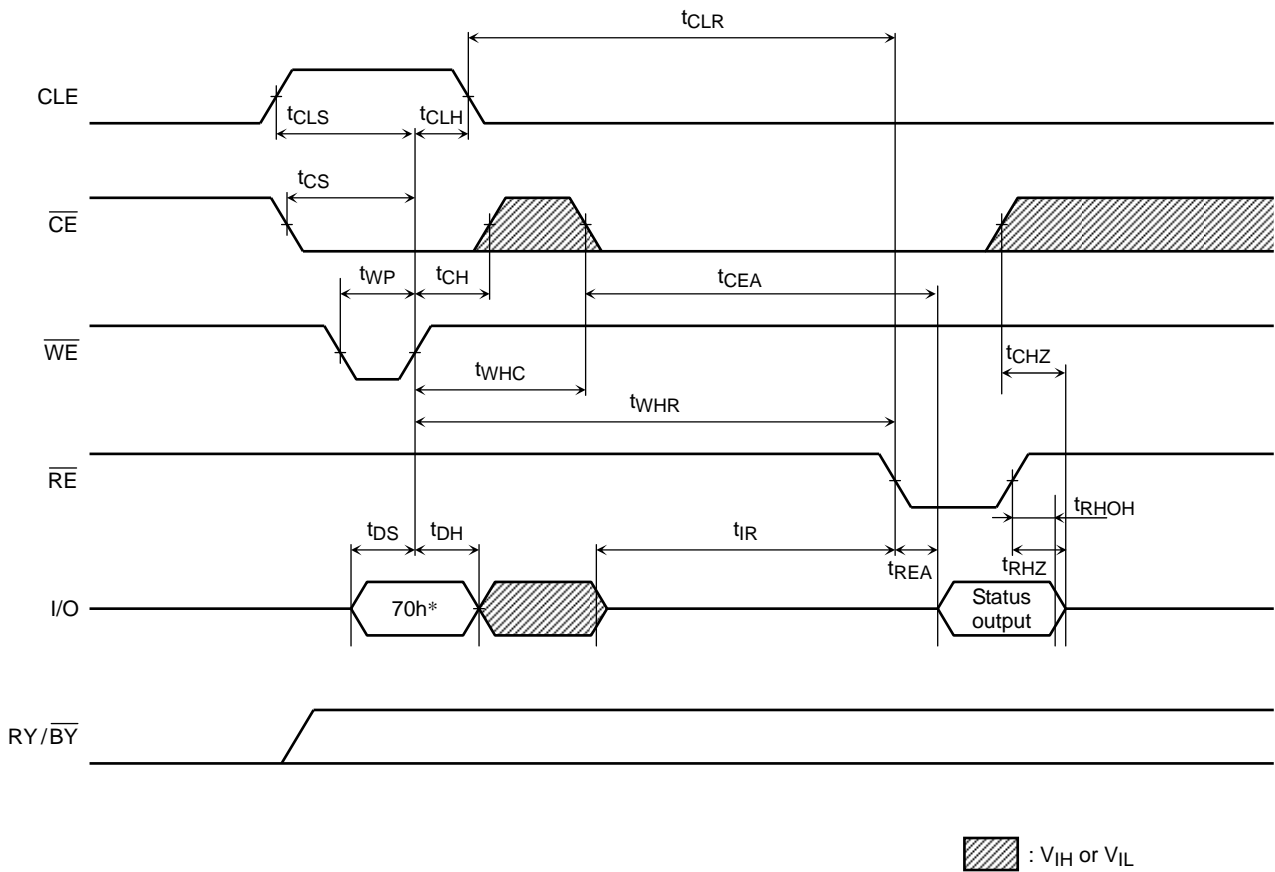 tCLR
CLE
tCLS
tCLH
tCS
CE
tWP
tCH
tCEA
WE
tCHZ
tWHC
tWHR
RE
tRHOH
tDS
tDH
tIR
tREA
tRHZ
I/O
70h*
Status
output
RY/BY
: VIH or VIL